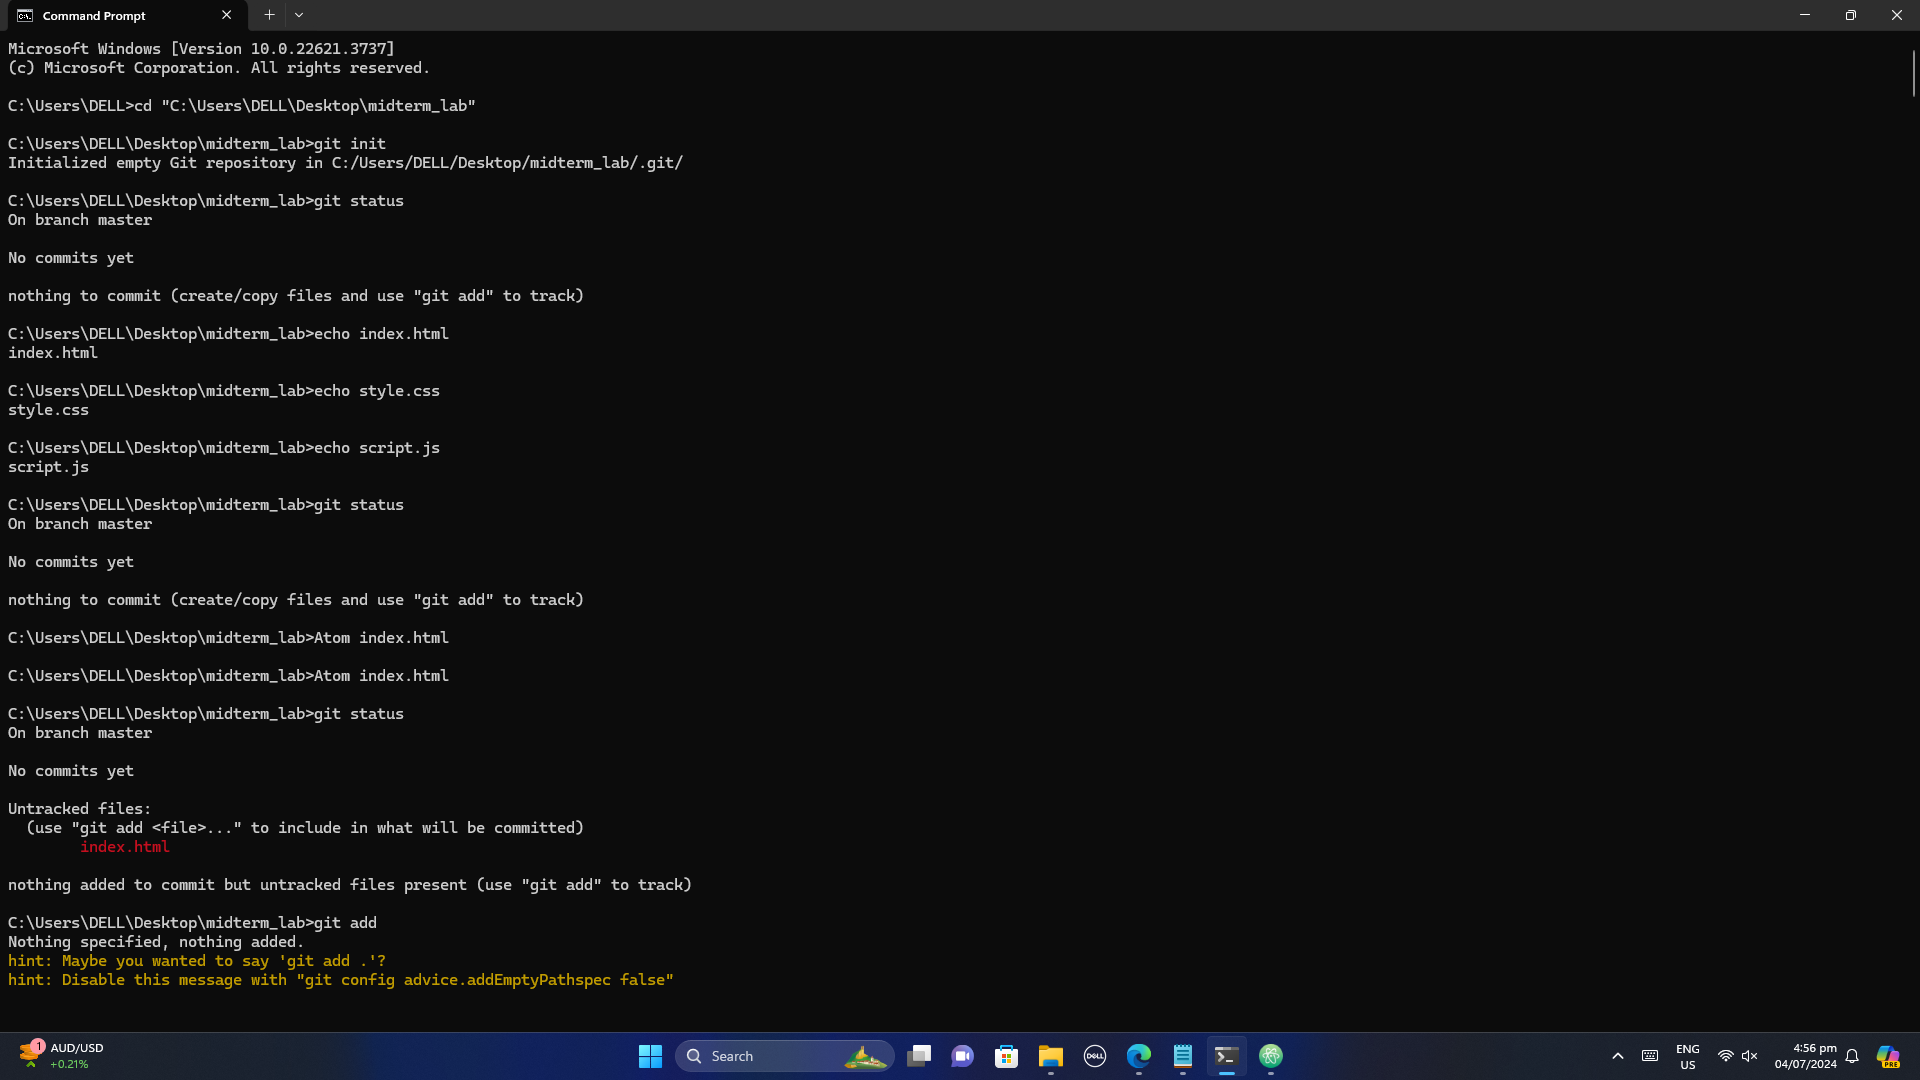 Command Prompt
Microsoft Windows [Version 10.0.22621.3737]
(c) Microsoft Corporation. All rights reserved.
C:\Users\DELL>cd "C:\Users\DELL\Desktop\midterm_lab"
C:\Users\DELL\Desktop\midterm_lab>git init
Initialized empty Git repository in C:/Users/DELL/Desktop/midterm_lab/.git/
C:\Users\DELL\Desktop\midterm_lab>git status
On branch master
No commits yet
nothing to commit (create/copy files and use "git add" to track)
C:\Users\DELL\Desktop\midterm_lab>echo index.html
index.html
C:\Users\DELL\Desktop\midterm_lab>echo style.css
style.css
C:\Users\DELL\Desktop\midterm_lab>echo script.js
script.js
C:\Users\DELL\Desktop\midterm_lab>git status
On branch master
No commits yet
nothing to commit (create/copy files and use "git add" to track)
C:\Users\DELL\Desktop\midterm_lab>Atom index.html
C:\Users\DELL\Desktop\midterm_lab>Atom index.html
C:\Users\DELL\Desktop\midterm_lab>git status
On branch master
No commits yet
Untracked files:
  (use "git add <file>..." to include in what will be committed)
        index.html
nothing added to commit but untracked files present (use "git add" to track)
C:\Users\DELL\Desktop\midterm_lab>git add
Nothing specified, nothing added.
hint: Maybe you wanted to say 'git add .'?
hint: Disable this message with "git config advice.addEmptyPathspec false"
1
AUD/USD
+0.21%
Search
DELL
ENG
US
4:56 pm
04/07/2024
PRE